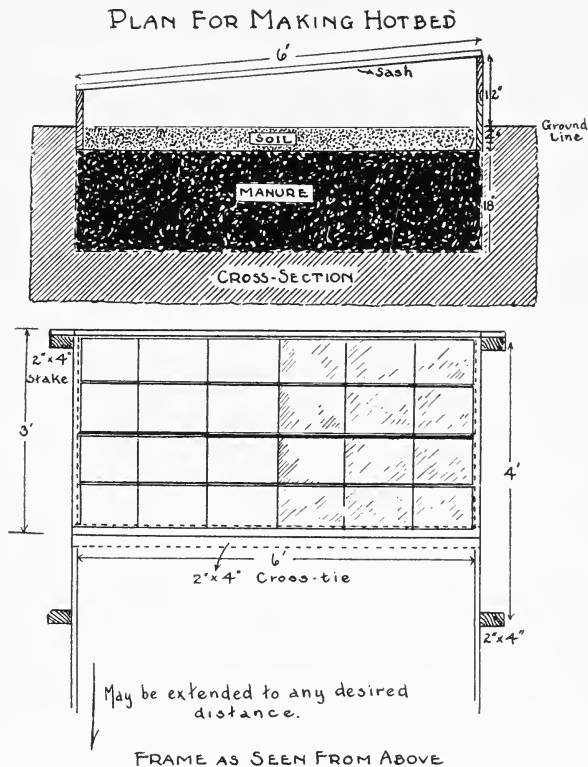 PLAN FOR MAKING HOTBED
6'
Sash
12"
SOIL
6"
Ground
Line
MANURE
18
CROSS-SECTION
2"x4"
Stake
3'
4'
6'
2"x4" Cross-tie
2"x4"
May be extended to any desired
distance.
FRAME AS SEEN FROM ABOVE